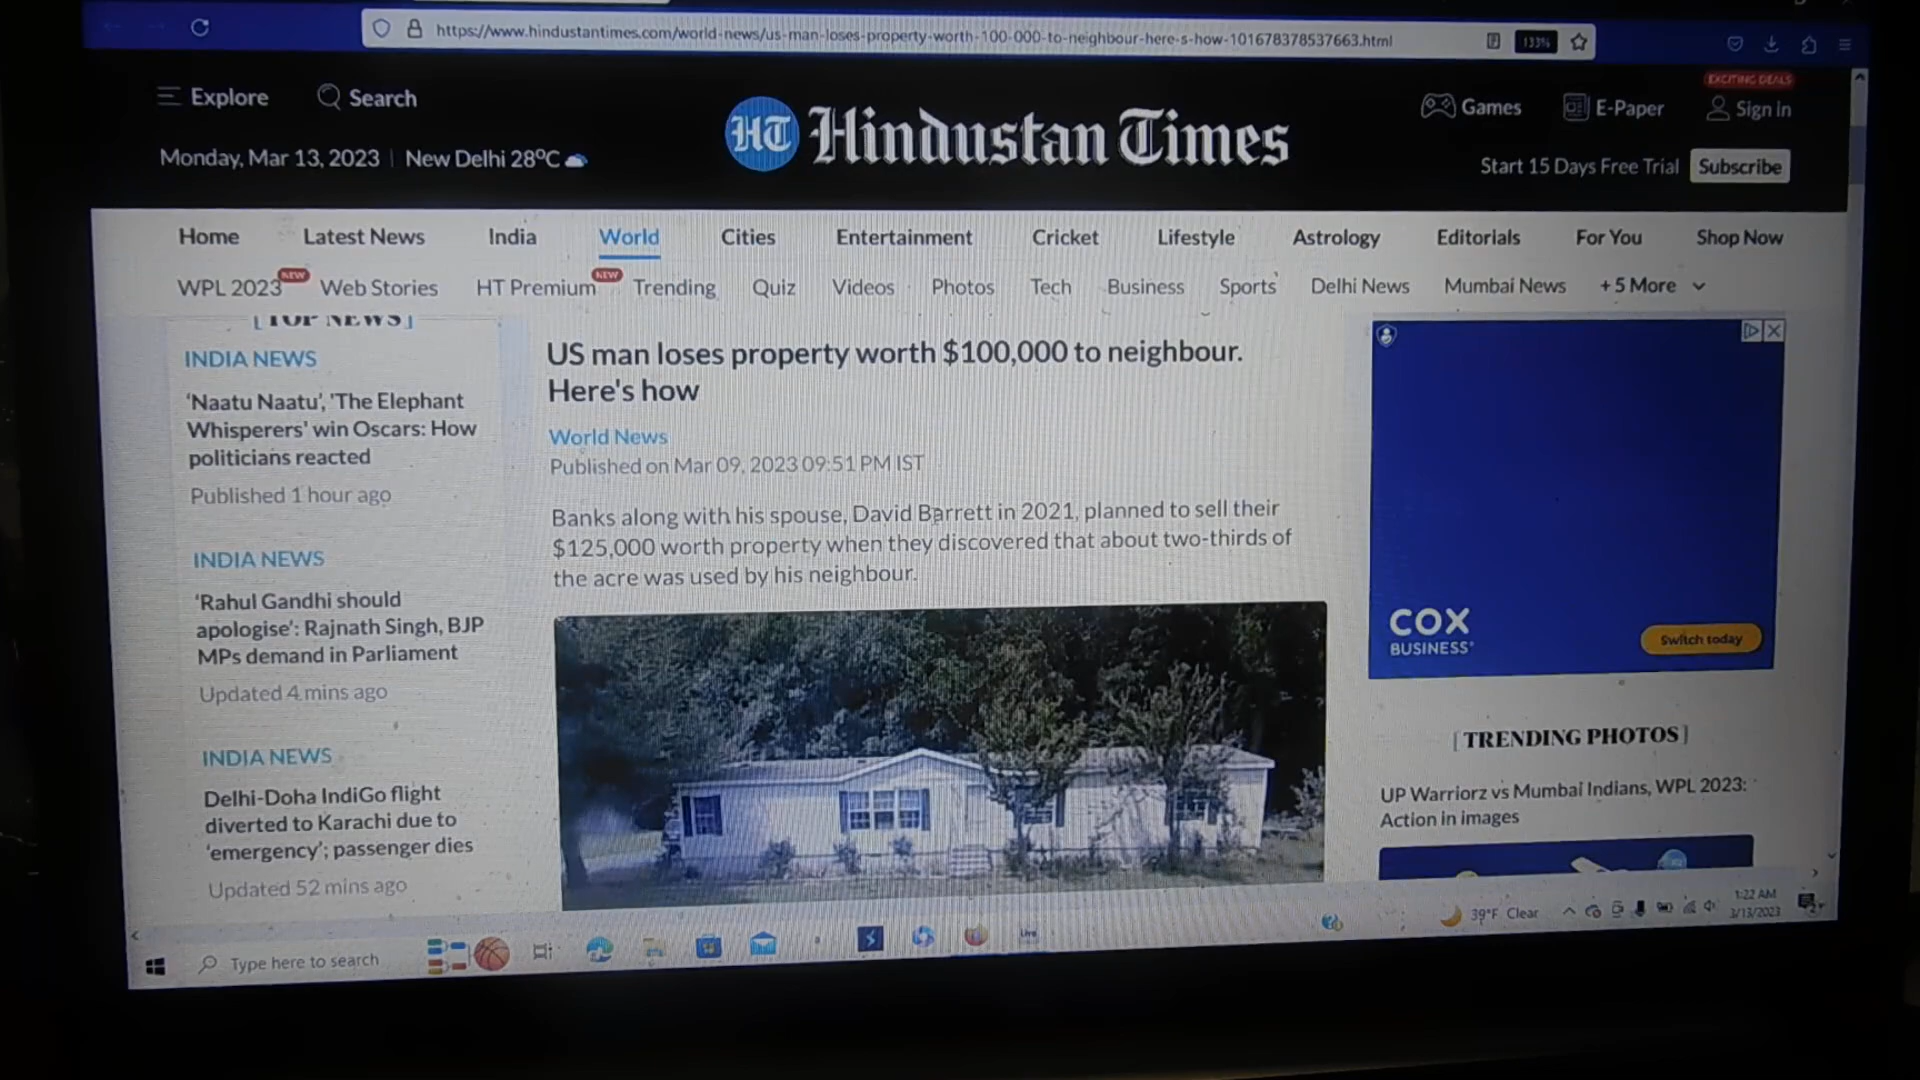 https://www.hindustantimes.com/world-news/us-man-loses-property-worth-100-000-to-neighbour-here-s-how-101678378537663.html
133%
Explore
Search
Monday, Mar 13, 2023 | New Delhi 28°C
HT Hindustan Times
EXCITING DEALS
Games
E-Paper
Sign in
Start 15 Days Free Trial
Subscribe
Home Latest News India World Cities Entertainment Cricket Lifestyle Astrology Editorials For You Shop Now
WPL 2023 NEW Web Stories HT Premium NEW Trending Quiz Videos Photos Tech Business Sports Delhi News Mumbai News +5 More
[TOP NEWS]
INDIA NEWS
‘Naatu Naatu’, 'The Elephant
Whisperers' win Oscars: How
politicians reacted
Published 1 hour ago
INDIA NEWS
‘Rahul Gandhi should
apologise’: Rajnath Singh, BJP
MPs demand in Parliament
Updated 4 mins ago
INDIA NEWS
Delhi-Doha IndiGo flight
diverted to Karachi due to
‘emergency’; passenger dies
Updated 52 mins ago
US man loses property worth $100,000 to neighbour.
Here's how
World News
Published on Mar 09, 2023 09:51 PM IST
Banks along with his spouse, David Barrett in 2021, planned to sell their
$125,000 worth property when they discovered that about two-thirds of
the acre was used by his neighbour.
COX
BUSINESS
Switch today
[TRENDING PHOTOS]
UP Warriorz vs Mumbai Indians, WPL 2023:
Action in images
Type here to search
Live
39°F Clear
1:22 AM
3/13/2023